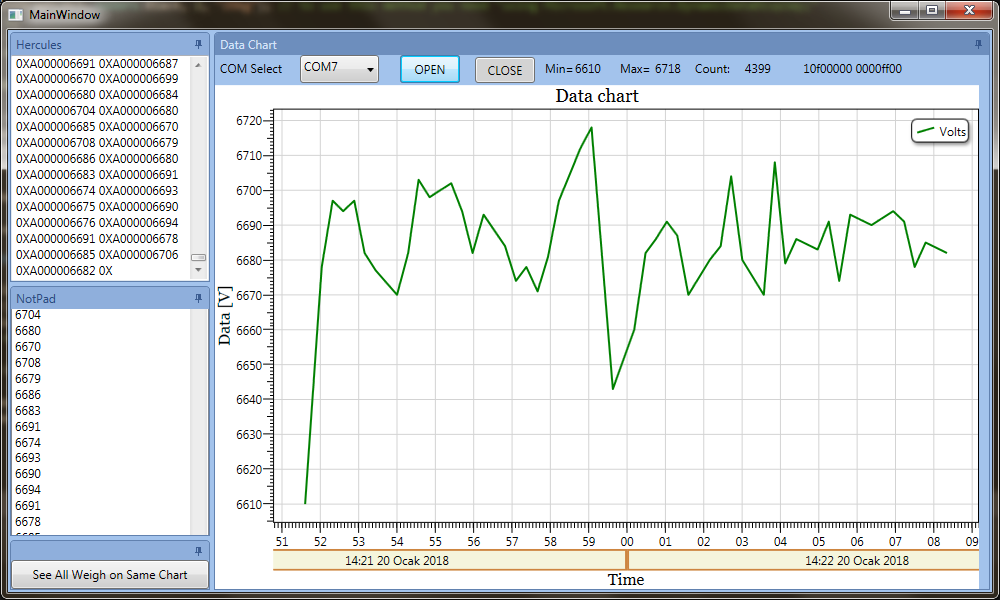 MainWindow
Hercules
0XA000006691 0XA000006687
0XA000006670 0XA000006699
0XA000006680 0XA000006684
0XA000006704 0XA000006680
0XA000006685 0XA000006670
0XA000006708 0XA000006679
0XA000006686 0XA000006680
0XA000006683 0XA000006691
0XA000006674 0XA000006693
0XA000006675 0XA000006690
0XA000006676 0XA000006694
0XA000006691 0XA000006678
0XA000006685 0XA000006706
0XA000006682 0X
NotPad
6704
6680
6670
6708
6679
6686
6683
6691
6674
6693
6690
6694
6691
6678
See All Weigh on Same Chart
Data Chart
COM Select COM7 OPEN CLOSE Min= 6610 Max= 6718 Count: 4399 10f00000 0000ff00
Data chart
Volts
Data [V]
6720
6710
6700
6690
6680
6670
6660
6650
6640
6630
6620
6610
51 52 53 54 55 56 57 58 59 00 01 02 03 04 05 06 07 08 09
14:21 20 Ocak 2018 14:22 20 Ocak 2018
Time